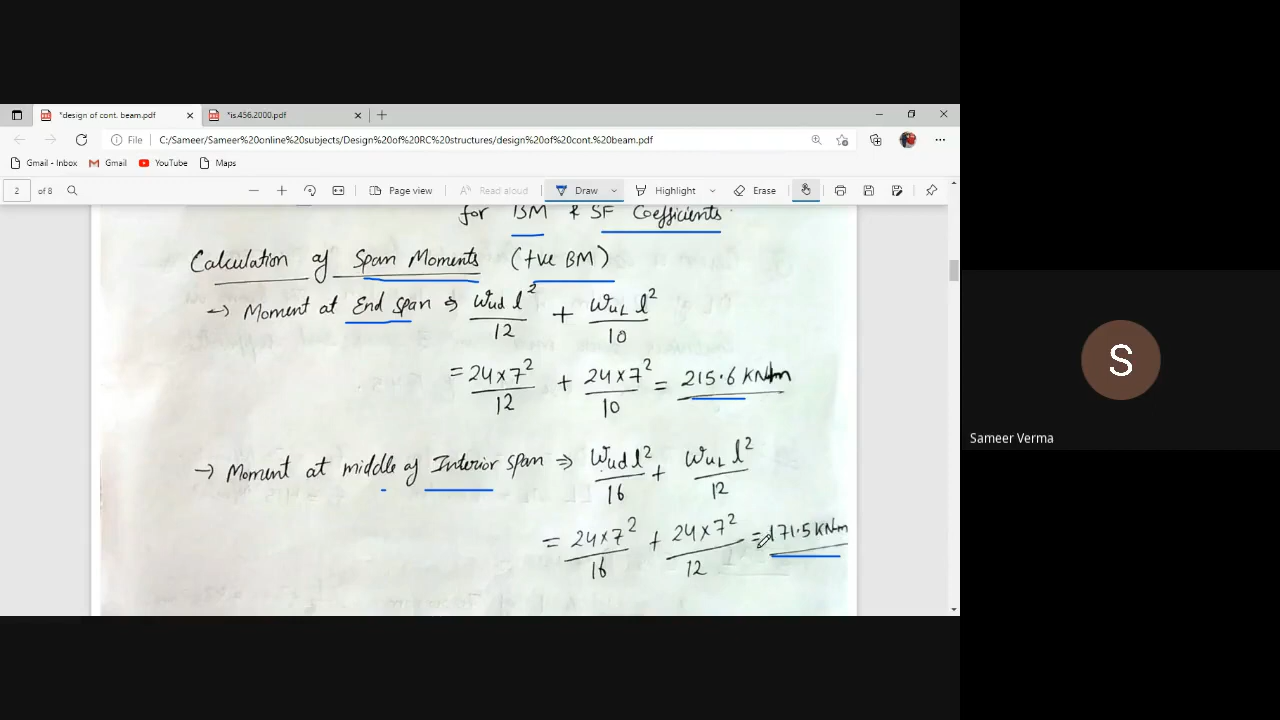 *design of cont. beam.pdf
*is.456.2000.pdf
File C:/Sameer/Sameer%20online%20subjects/Design%20of%20RC%20structures/design%20of%20cont.%20beam.pdf
Gmail - Inbox Gmail YouTube Maps
2 of 8 Page view Read aloud Draw Highlight Erase
for BM & SF Coefficients.
Calculation of Span Moments (+ve BM)
→ Moment at End Span ⇒ Wud l²/12 + WuL l²/10
= 24×7²/12 + 24×7²/10 = 215.6 KNm
→ Moment at middle of Interior span ⇒ Wud l²/16 + WuL l²/12
= 24×7²/16 + 24×7²/12 = 171.5 KNm
S
Sameer Verma